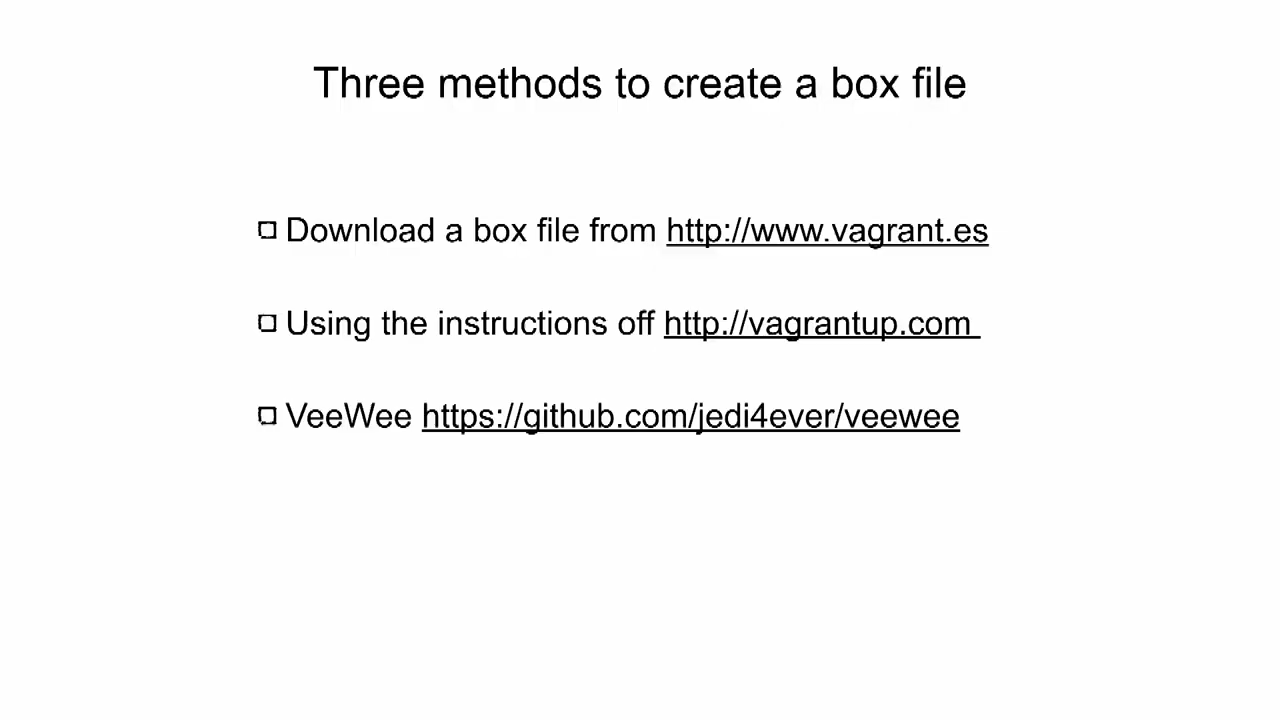 Three methods to create a box file
Download a box file from http://www.vagrant.es
Using the instructions off http://vagrantup.com
VeeWee https://github.com/jedi4ever/veewee